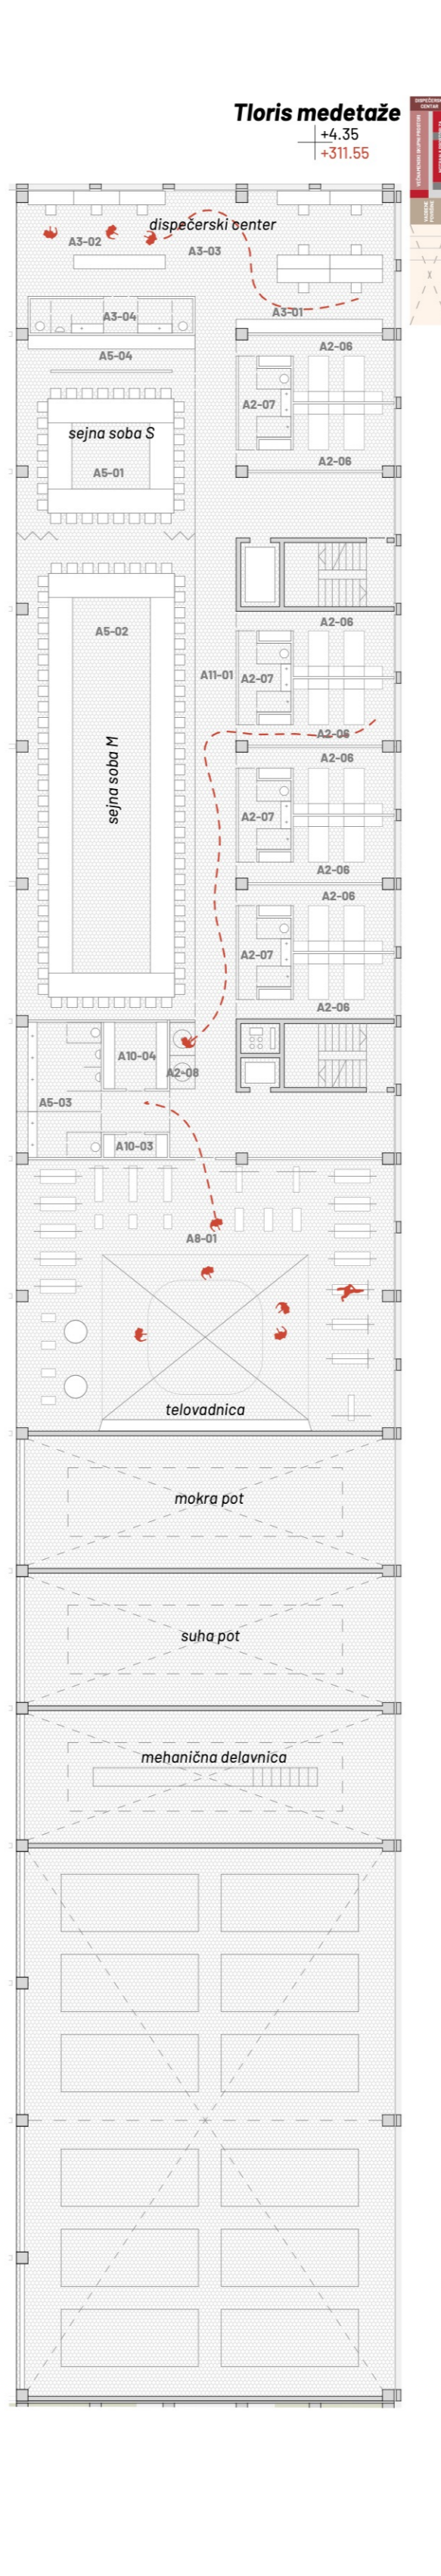 Tloris medetaže
+4.35
+311.55
dispečerski center
A3-02
A3-03
A3-01
A3-04
A5-04
A2-06
A2-07
sejna soba S
A5-01
A2-06
A5-02
A2-06
A11-01
A2-07
sejna soba M
A2-06
A2-06
A2-07
A2-06
A2-06
A2-07
A2-06
A10-04
A2-08
A5-03
A10-03
A8-01
telovadnica
mokra pot
suha pot
mehanična delavnica